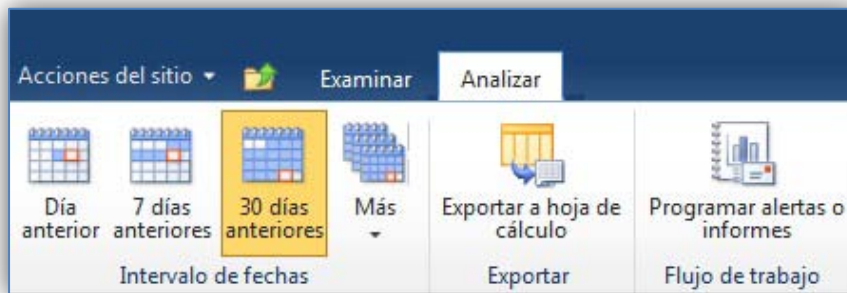 Acciones del sitio
Examinar
Analizar
Día
anterior
7 días
anteriores
30 días
anteriores
Más
Exportar a hoja de
cálculo
Programar alertas o
informes
Intervalo de fechas
Exportar
Flujo de trabajo